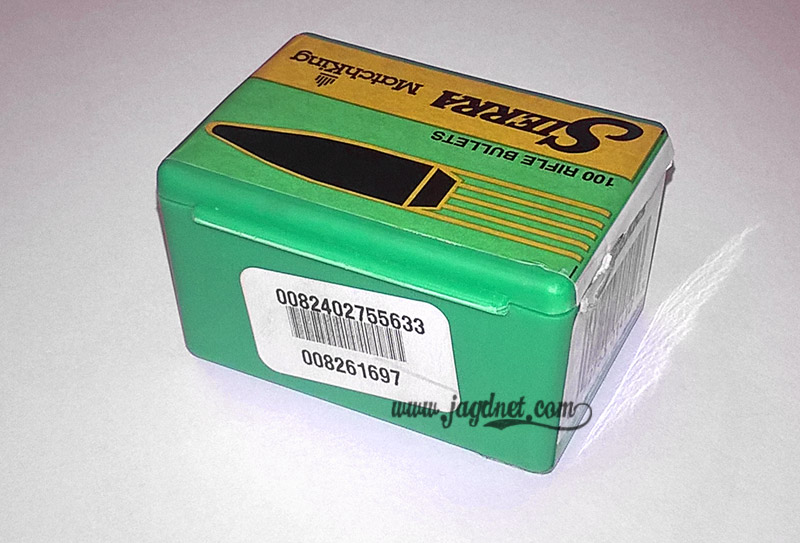 SIERRA MatchKing
100 RIFLE BULLETS
0082402755633
008261697
www.jagdnet.com